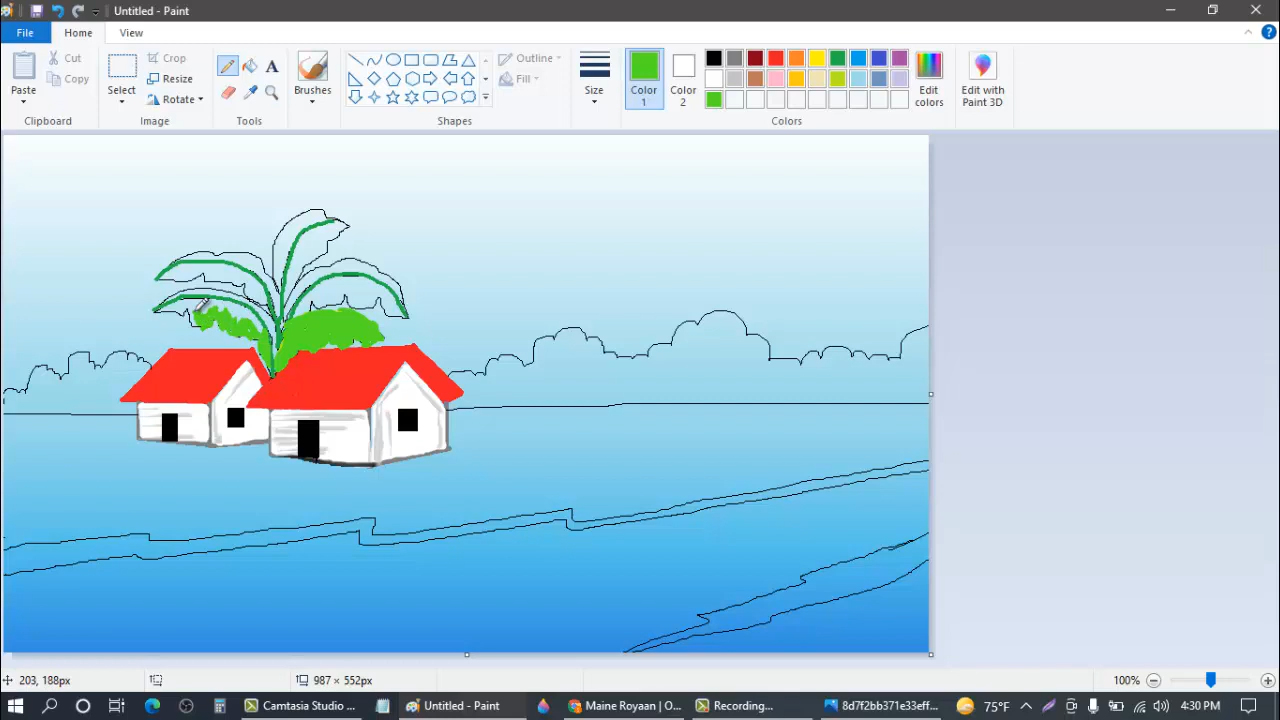 Untitled - Paint
File Home View
Paste
Cut
Copy
Clipboard
Select
Crop
Resize
Rotate
Image
Tools
Brushes
Shapes
Outline
Fill
Size
Color 1
Color 2
Colors
Edit colors
Edit with Paint 3D
203, 188px
987 × 552px
100%
Camtasia Studio ...
Untitled - Paint
Maine Royaan | O...
Recording...
8d7f2bb371e33eff...
75°F
4:30 PM